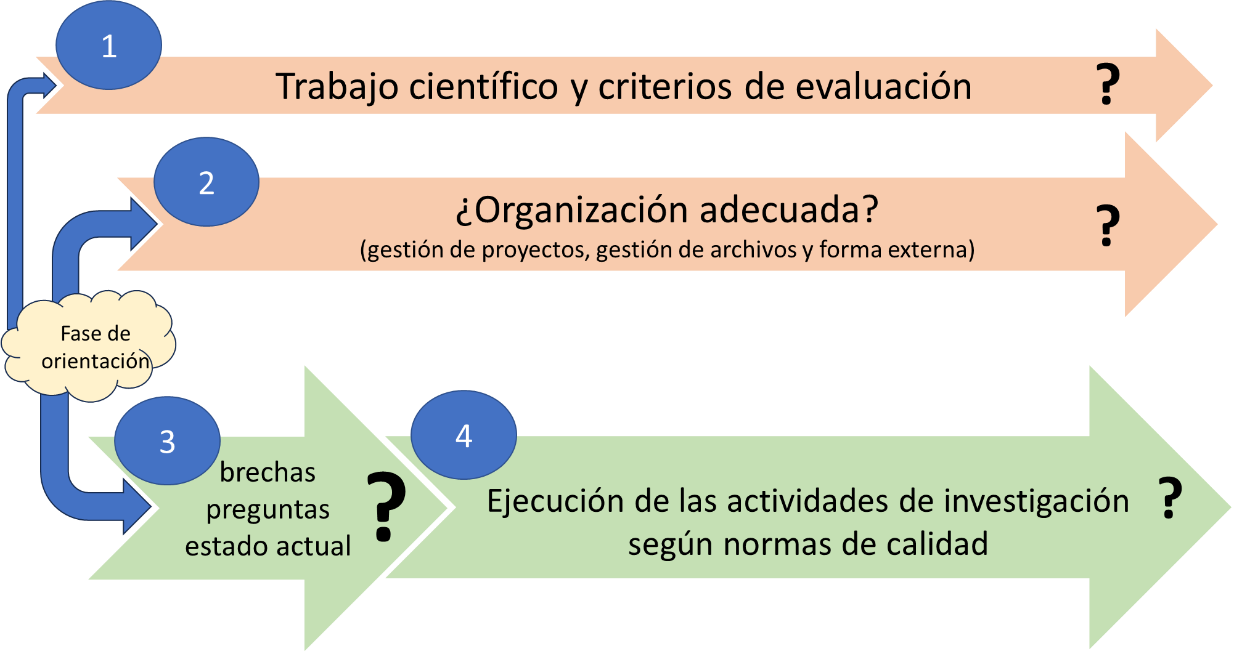 1
Trabajo científico y criterios de evaluación ?
2
¿Organización adecuada?
(gestión de proyectos, gestión de archivos y forma externa) ?
Fase de
orientación
3
brechas
preguntas
estado actual
?
4
Ejecución de las actividades de investigación ?
según normas de calidad